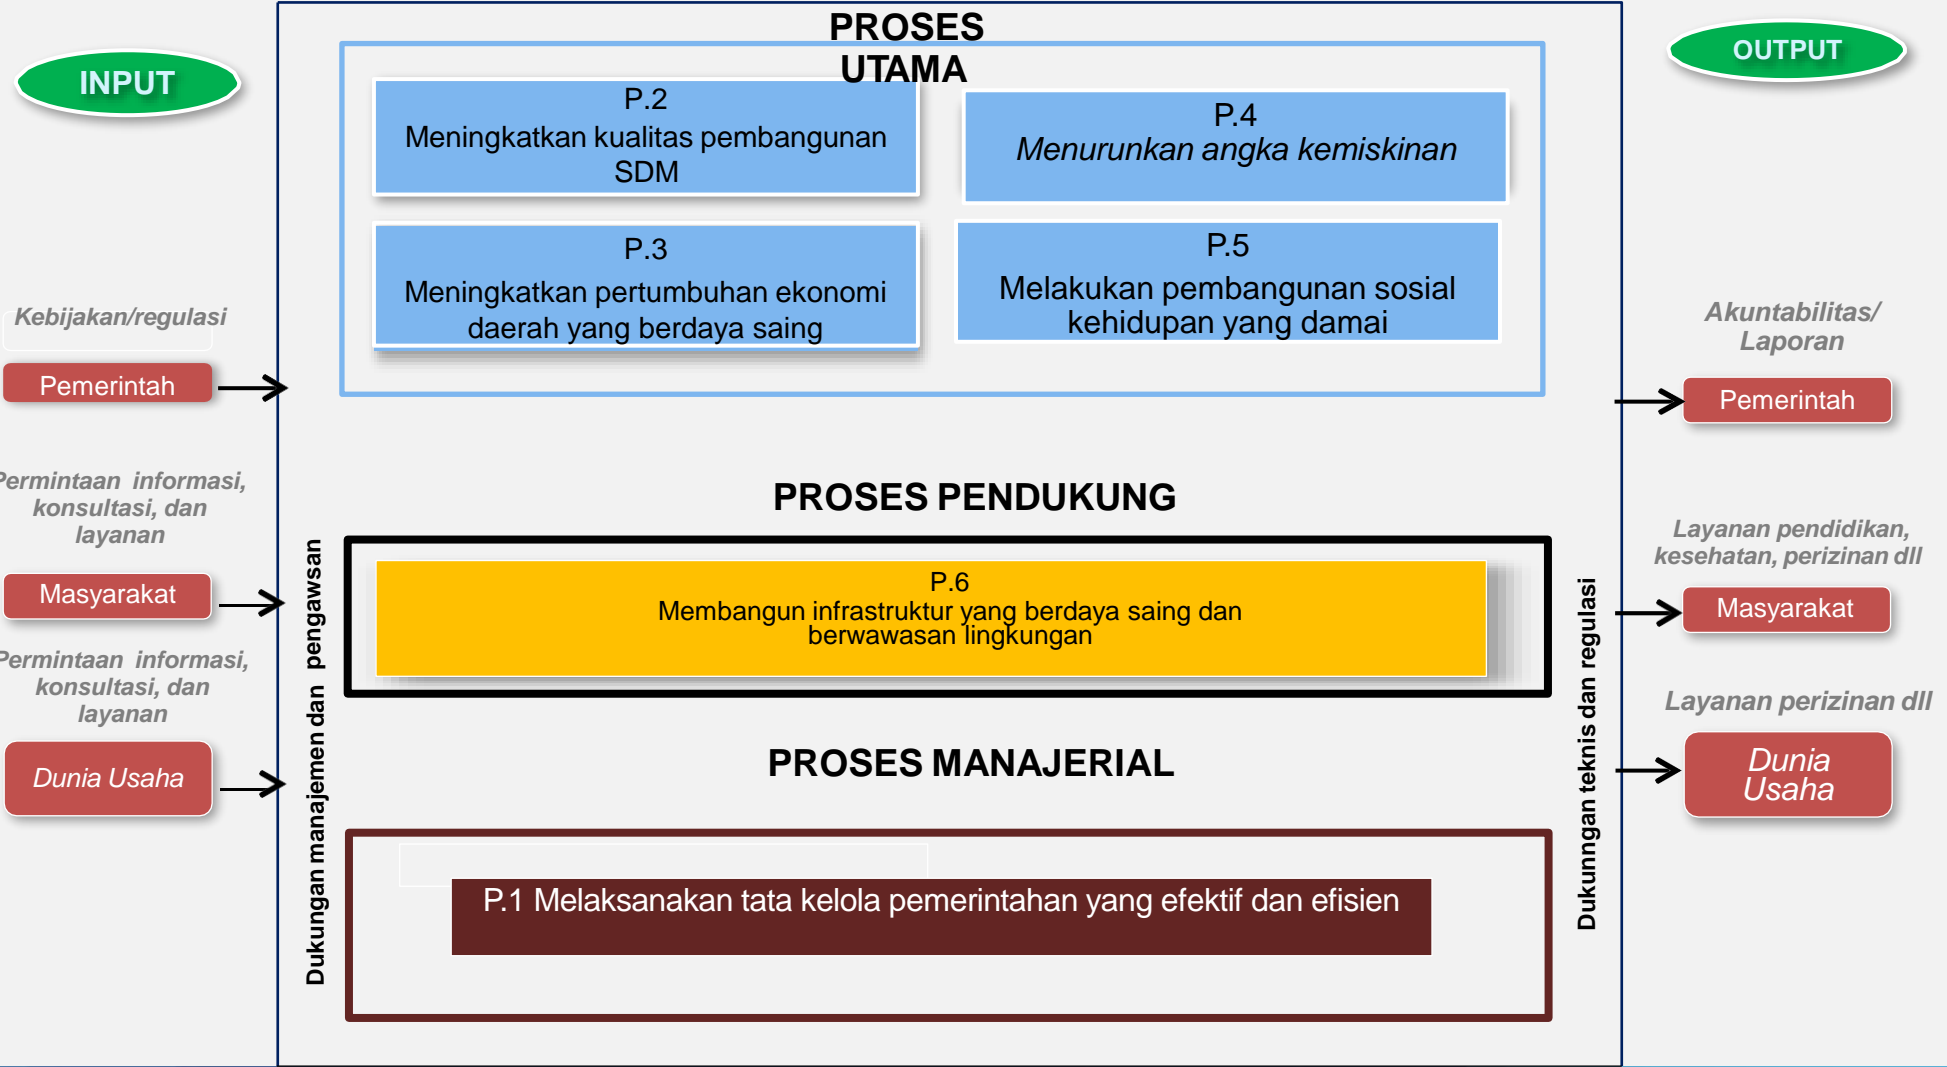 INPUT
Kebijakan/regulasi
Pemerintah
Permintaan informasi,
konsultasi, dan
layanan
Masyarakat
Permintaan informasi,
konsultasi, dan
layanan
Dunia Usaha
Dukungan manajemen dan pengawsan
PROSES
UTAMA
P.2
Meningkatkan kualitas pembangunan
SDM
P.4
Menurunkan angka kemiskinan
P.3
Meningkatkan pertumbuhan ekonomi
daerah yang berdaya saing
P.5
Melakukan pembangunan sosial
kehidupan yang damai
PROSES PENDUKUNG
P.6
Membangun infrastruktur yang berdaya saing dan
berwawasan lingkungan
PROSES MANAJERIAL
P.1 Melaksanakan tata kelola pemerintahan yang efektif dan efisien
Dukunngan teknis dan regulasi
OUTPUT
Akuntabilitas/
Laporan
Pemerintah
Layanan pendidikan,
kesehatan, perizinan dll
Masyarakat
Layanan perizinan dll
Dunia
Usaha